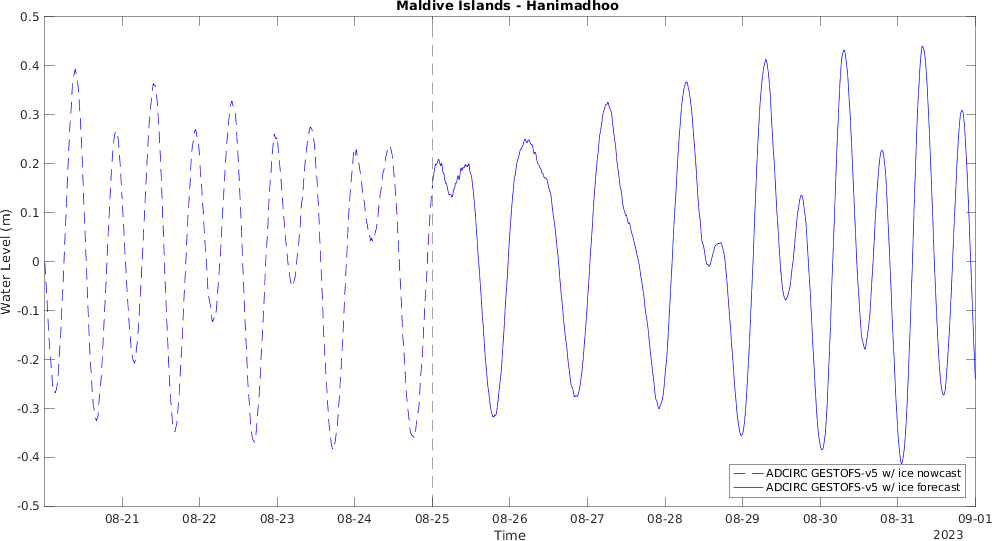 Maldive Islands - Hanimadhoo
0.5
0.4
0.3
0.2
0.1
0
-0.1
-0.2
-0.3
-0.4
-0.5
Water Level (m)
08-21 08-22 08-23 08-24 08-25 08-26 08-27 08-28 08-29 08-30 08-31 09-01
Time
2023
ADCIRC GESTOFS-v5 w/ ice nowcast
ADCIRC GESTOFS-v5 w/ ice forecast